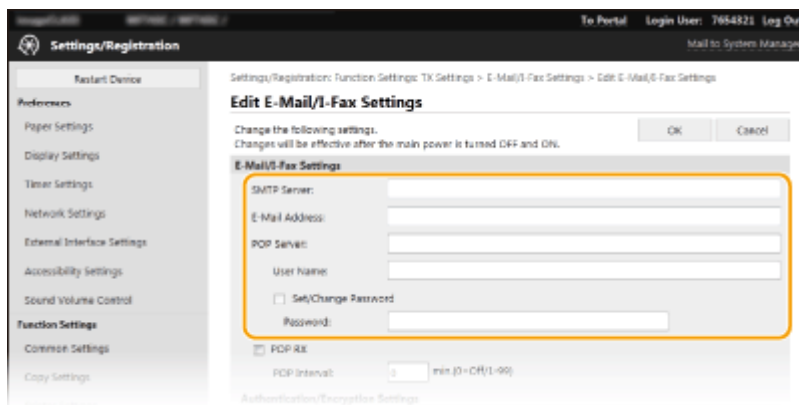 To Portal Login User: 7654321 Log Ou
Settings/Registration
Mail to System Manage
Restart Device
Preferences
Paper Settings
Display Settings
Timer Settings
Network Settings
External Interface Settings
Accessibility Settings
Sound Volume Control
Function Settings
Common Settings
Copy Settings
Settings/Registration: Function Settings: TX Settings > E-Mail/I-Fax Settings > Edit E-Mail/I-Fax Settings
Edit E-Mail/I-Fax Settings
Change the following settings.
Changes will be effective after the main power is turned OFF and ON.
OK Cancel
E-Mail/I-Fax Settings
SMTP Server:
E-Mail Address:
POP Server:
User Name:
Set/Change Password
Password:
POP RX
POP Interval: 0 min.(0=Off/1-99)
Authentication/Encryption Settings